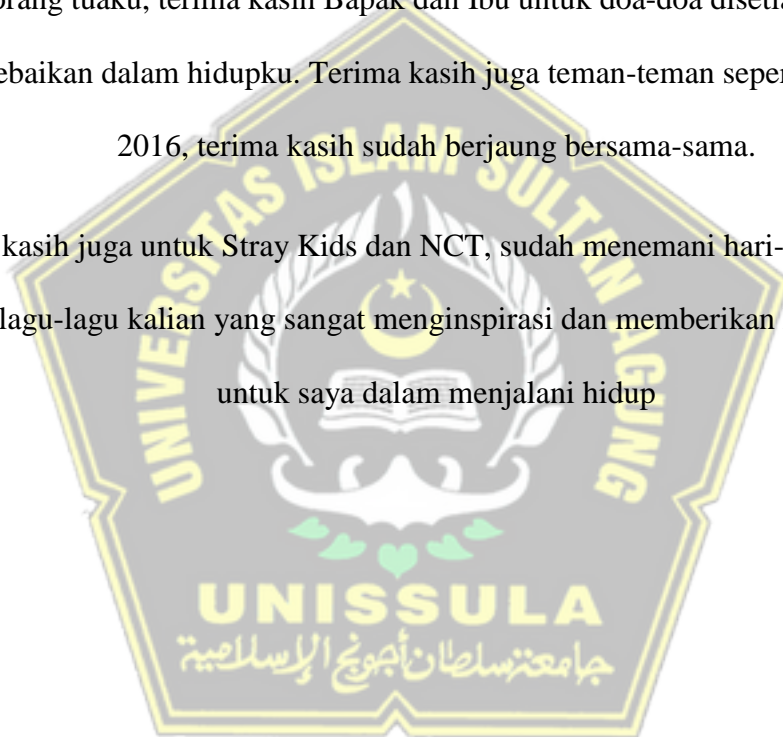 orang tuaku, terima kasih Bapak dan Ibu untuk doa-doa disetia
ebaikan dalam hidupku. Terima kasih juga teman-teman seper
2016, terima kasih sudah berjaung bersama-sama.
kasih juga untuk Stray Kids dan NCT, sudah menemani hari-
lagu-lagu kalian yang sangat menginspirasi dan memberikan
untuk saya dalam menjalani hidup
UNIVERSITAS ISLAM SULTAN AGUNG
UNISSULA
جامعة سلطان أجونج الإسلامية